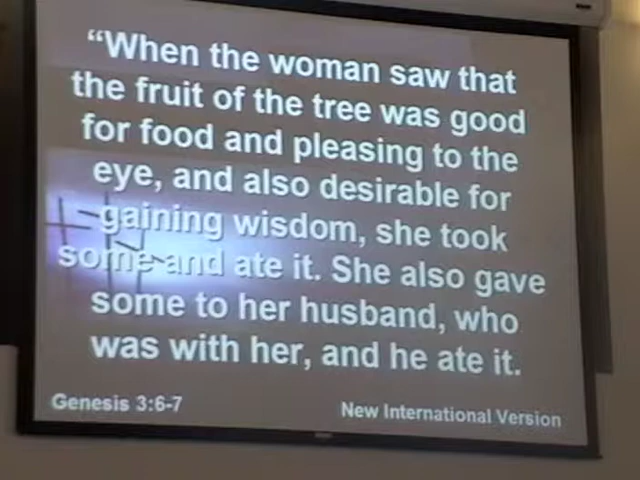 “When the woman saw that
the fruit of the tree was good
for food and pleasing to the
eye, and also desirable for
gaining wisdom, she took
some and ate it. She also gave
some to her husband, who
was with her, and he ate it.
Genesis 3:6-7
New International Version